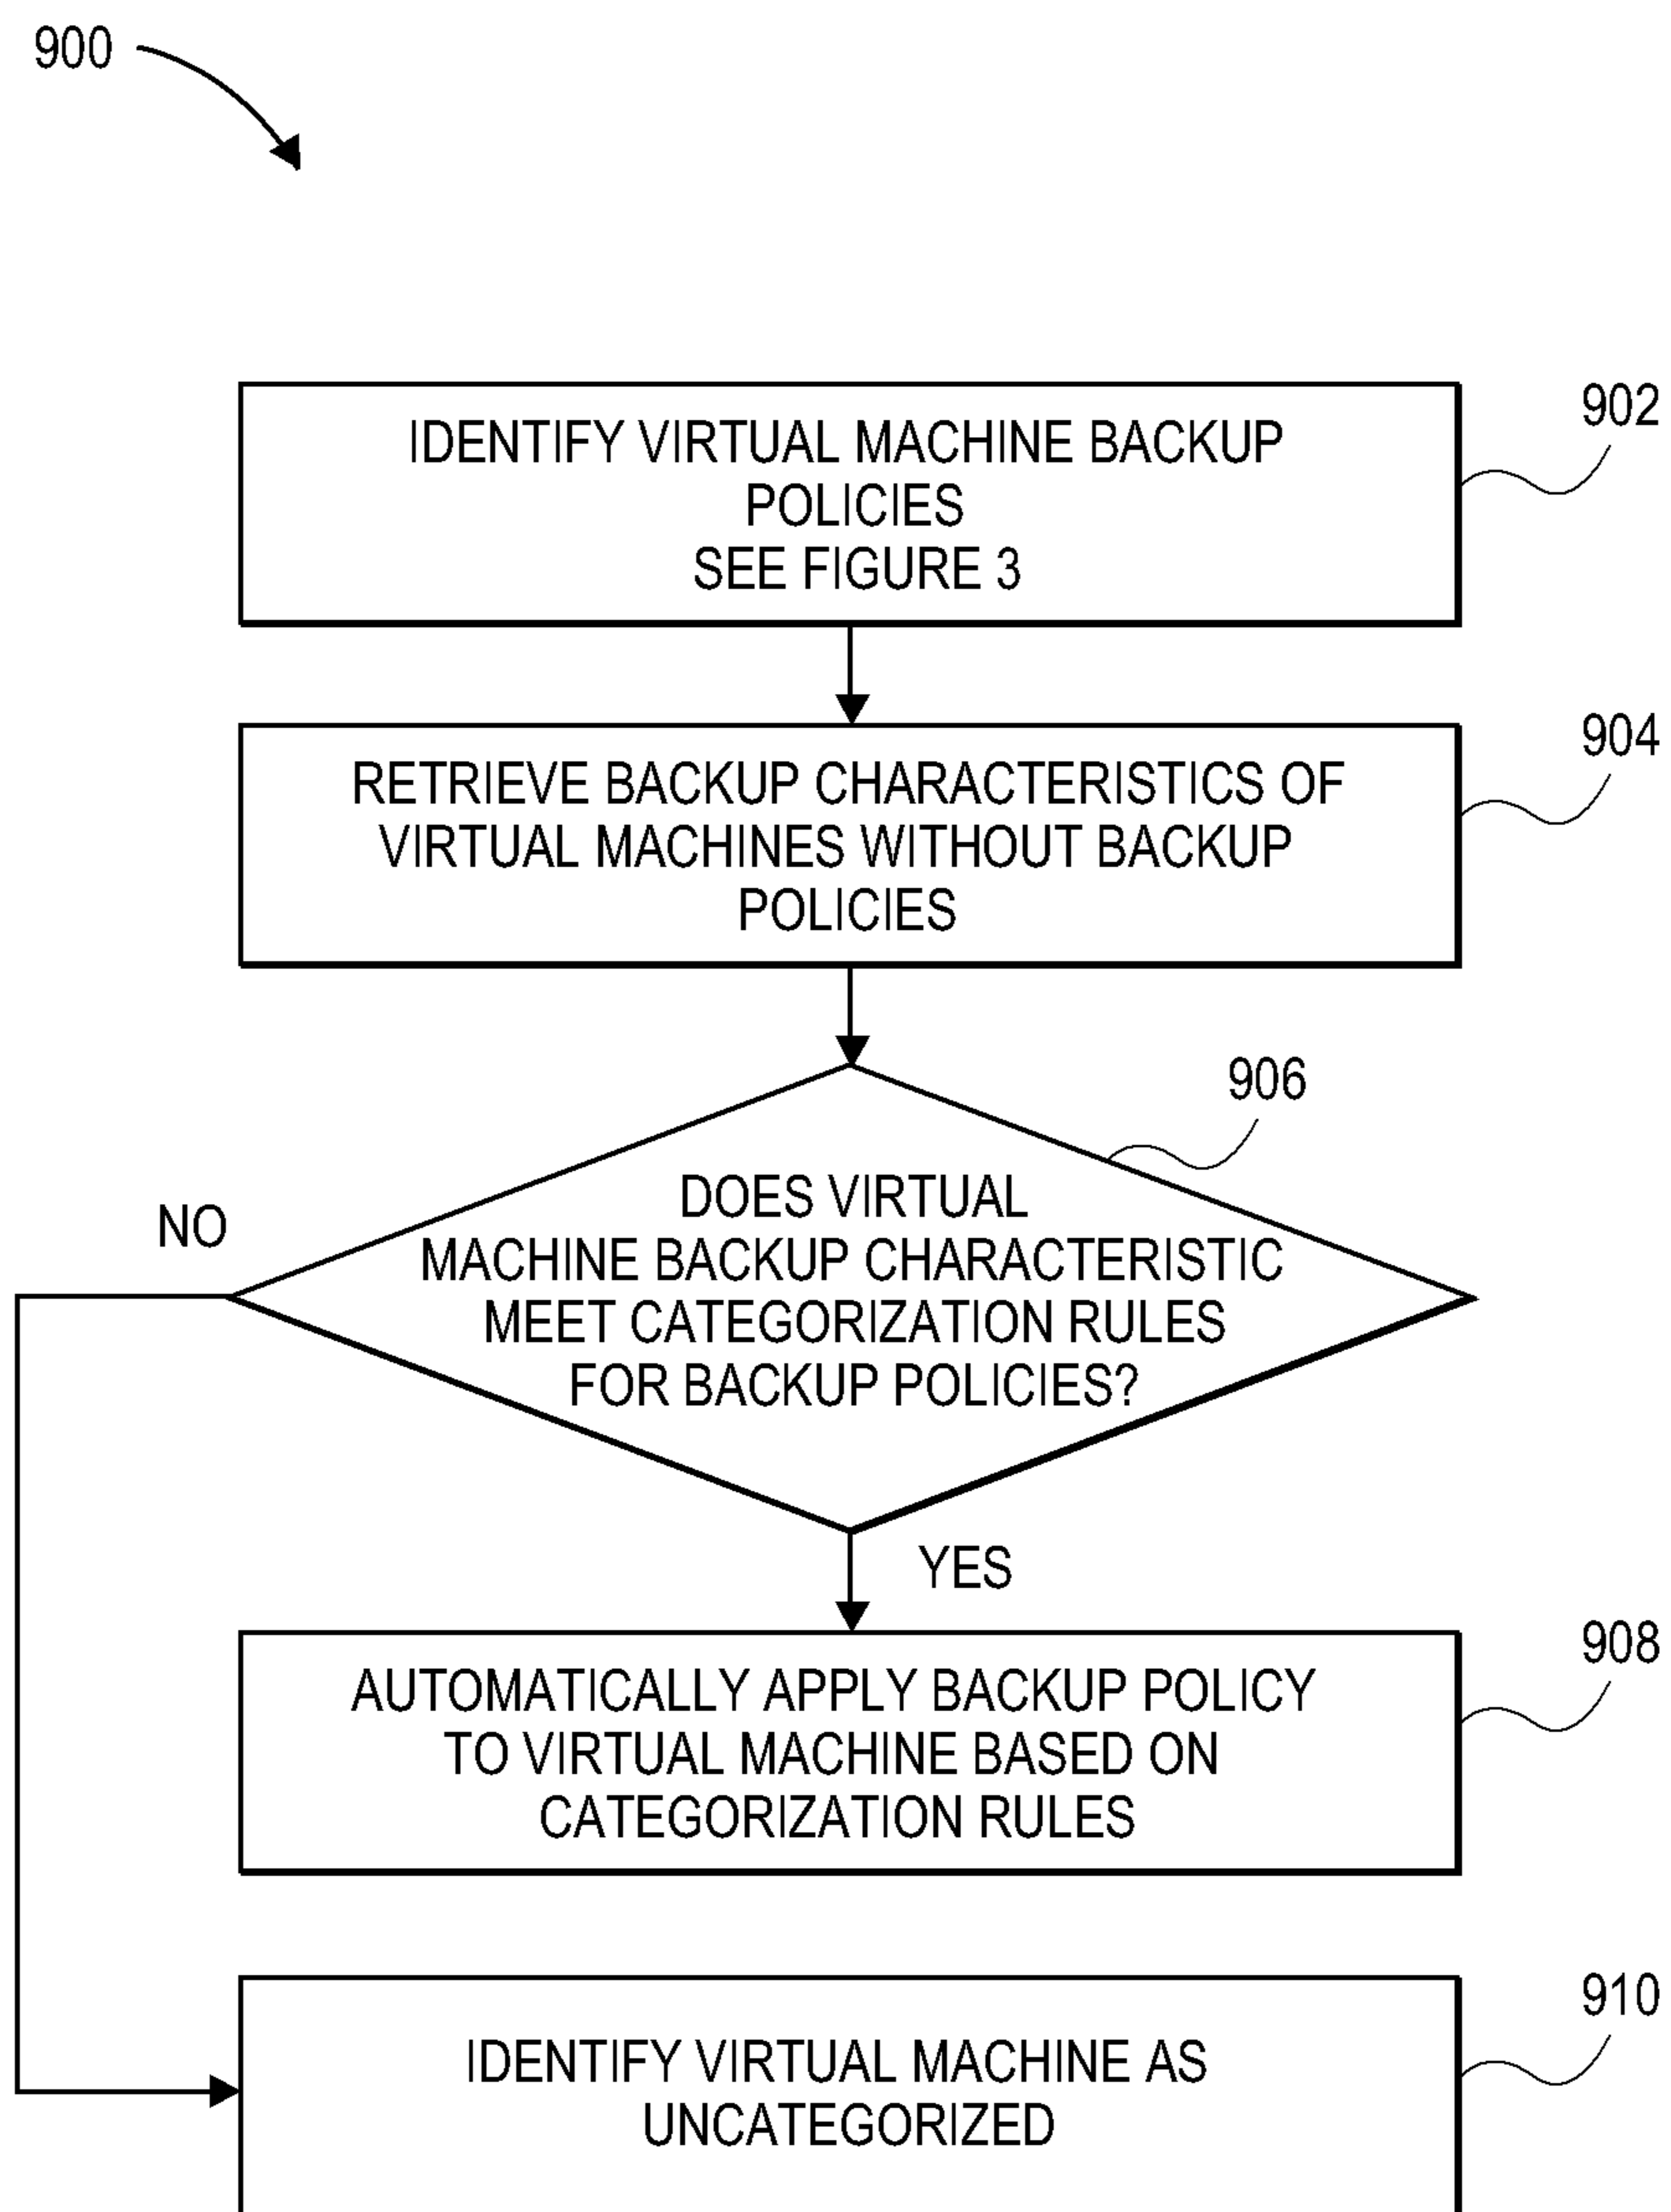 900
IDENTIFY VIRTUAL MACHINE BACKUP
POLICIES
SEE FIGURE 3
902
RETRIEVE BACKUP CHARACTERISTICS OF
VIRTUAL MACHINES WITHOUT BACKUP
POLICIES
904
906
DOES VIRTUAL
MACHINE BACKUP CHARACTERISTIC
MEET CATEGORIZATION RULES
FOR BACKUP POLICIES?
NO
YES
AUTOMATICALLY APPLY BACKUP POLICY
TO VIRTUAL MACHINE BASED ON
CATEGORIZATION RULES
908
IDENTIFY VIRTUAL MACHINE AS
UNCATEGORIZED
910